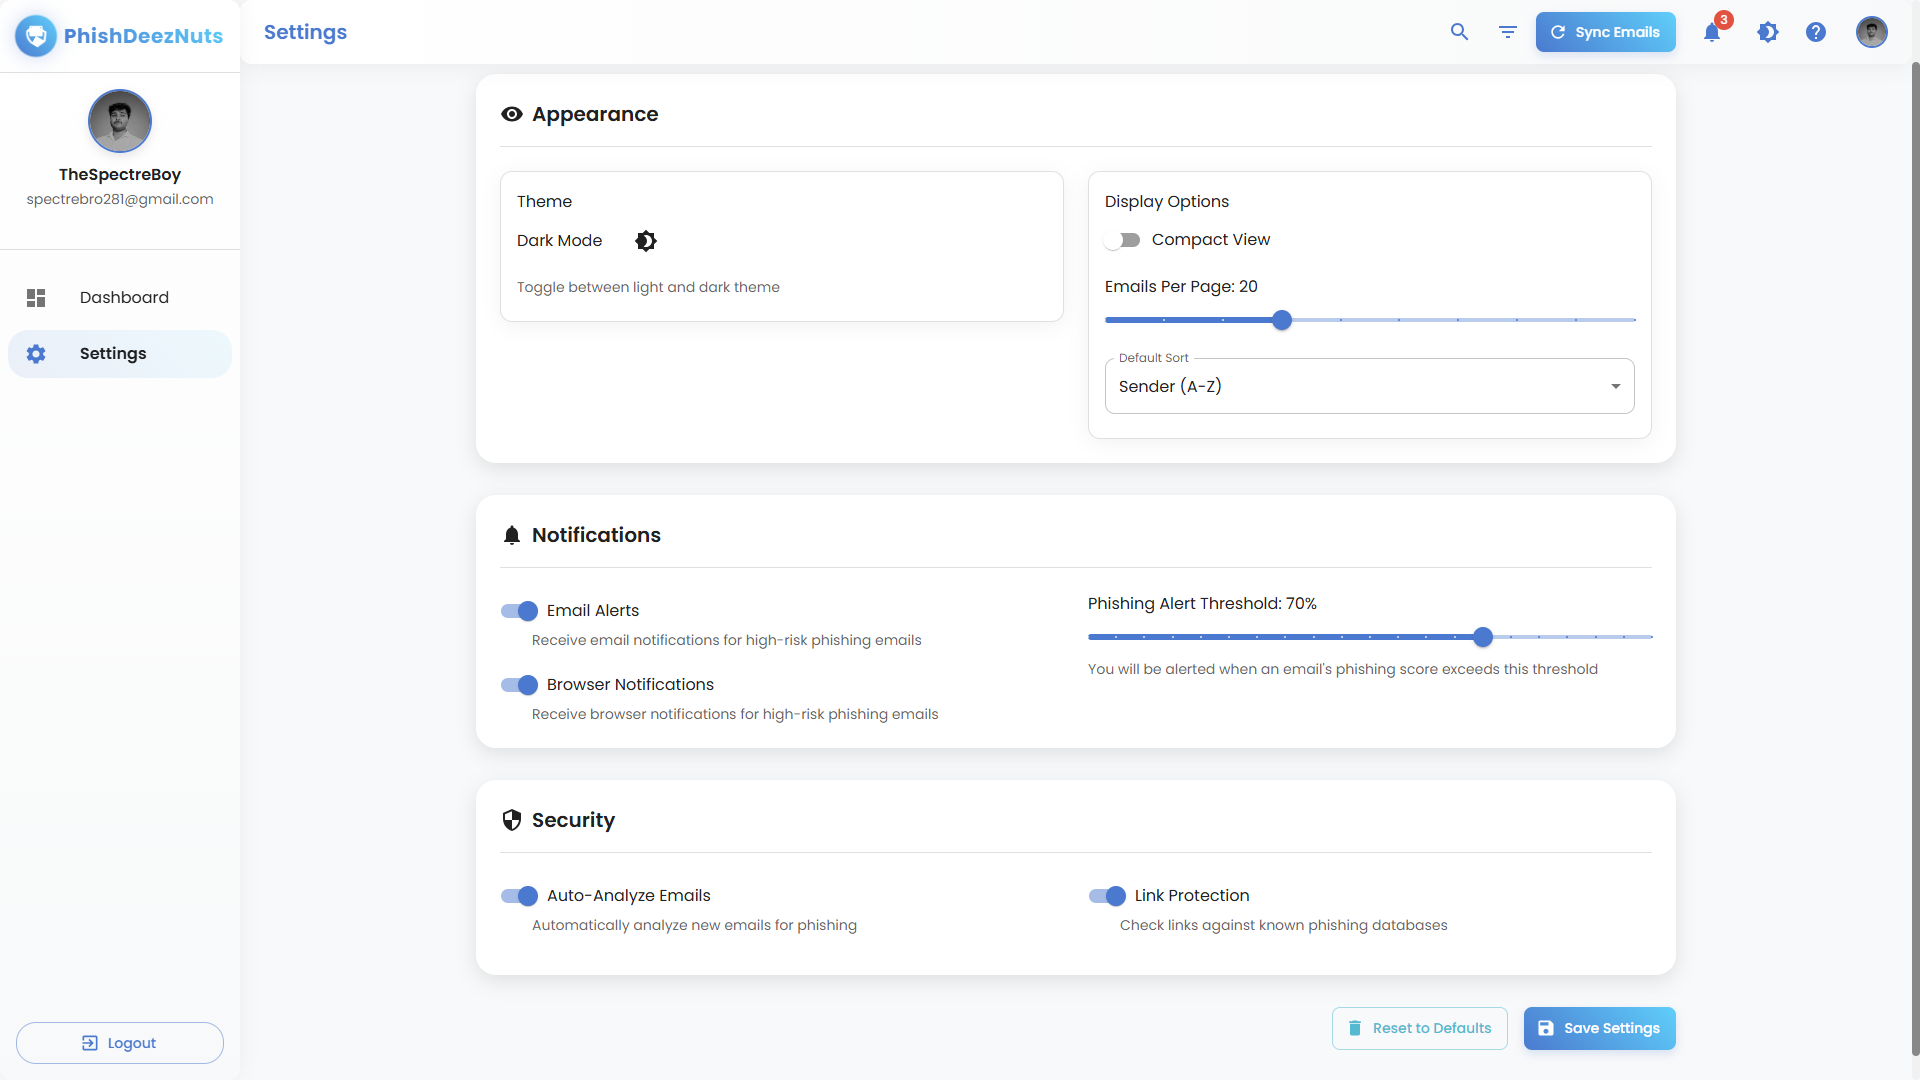 PhishDeezNuts
Settings
Sync Emails
3
TheSpectreBoy
spectrebro281@gmail.com
Dashboard
Settings
Logout
Appearance
Theme
Dark Mode
Toggle between light and dark theme
Display Options
Compact View
Emails Per Page: 20
Default Sort
Sender (A-Z)
Notifications
Email Alerts
Receive email notifications for high-risk phishing emails
Browser Notifications
Receive browser notifications for high-risk phishing emails
Phishing Alert Threshold: 70%
You will be alerted when an email's phishing score exceeds this threshold
Security
Auto-Analyze Emails
Automatically analyze new emails for phishing
Link Protection
Check links against known phishing databases
Reset to Defaults
Save Settings